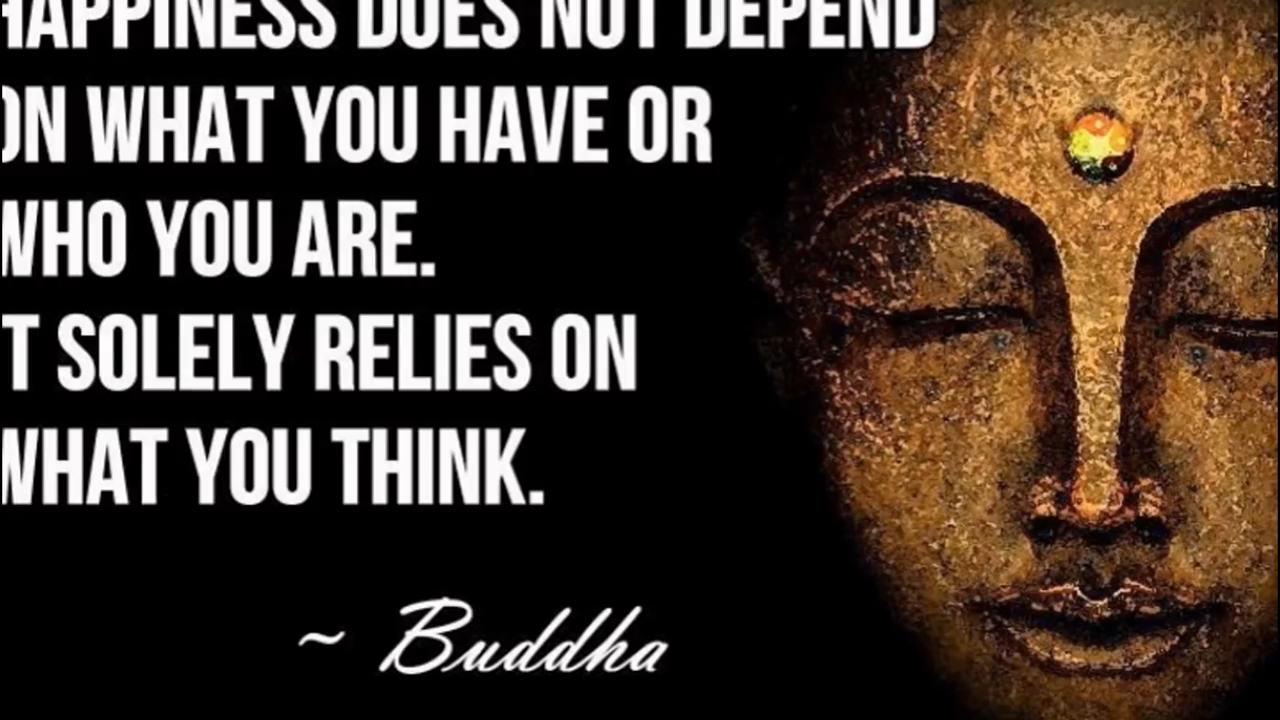 HAPPINESS DOES NOT DEPEND
ON WHAT YOU HAVE OR
WHO YOU ARE.
T SOLELY RELIES ON
WHAT YOU THINK.
~ Buddha